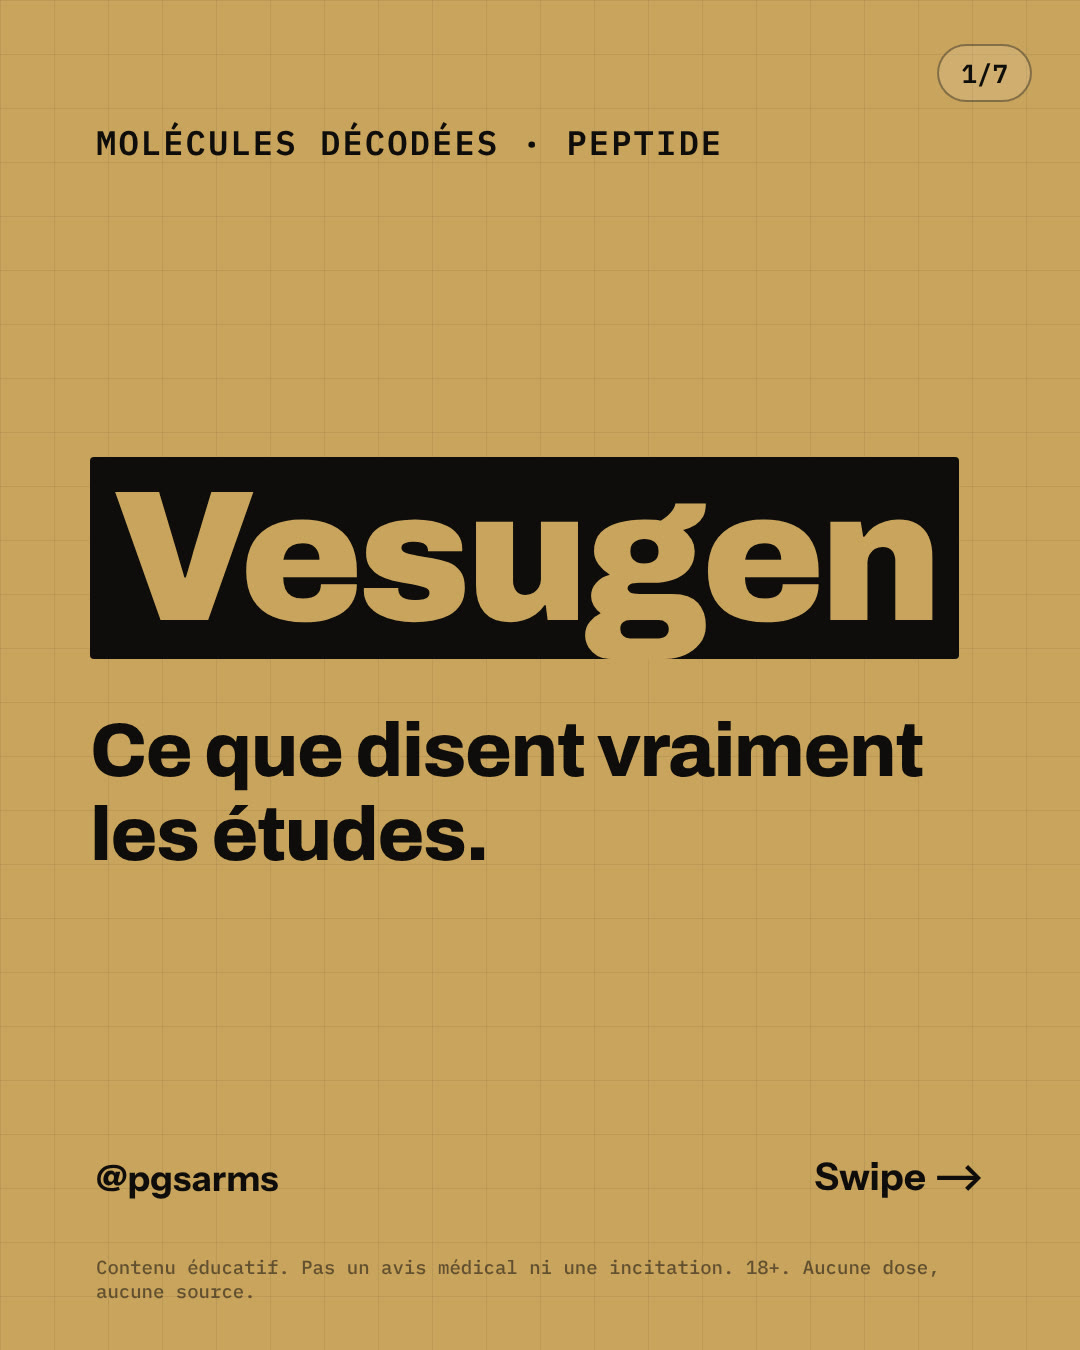 1/7
MOLÉCULES DÉCODÉES · PEPTIDE
Vesugen
Ce que disent vraiment
les études.
@pgsarms
Swipe →
Contenu éducatif. Pas un avis médical ni une incitation. 18+. Aucune dose,
aucune source.